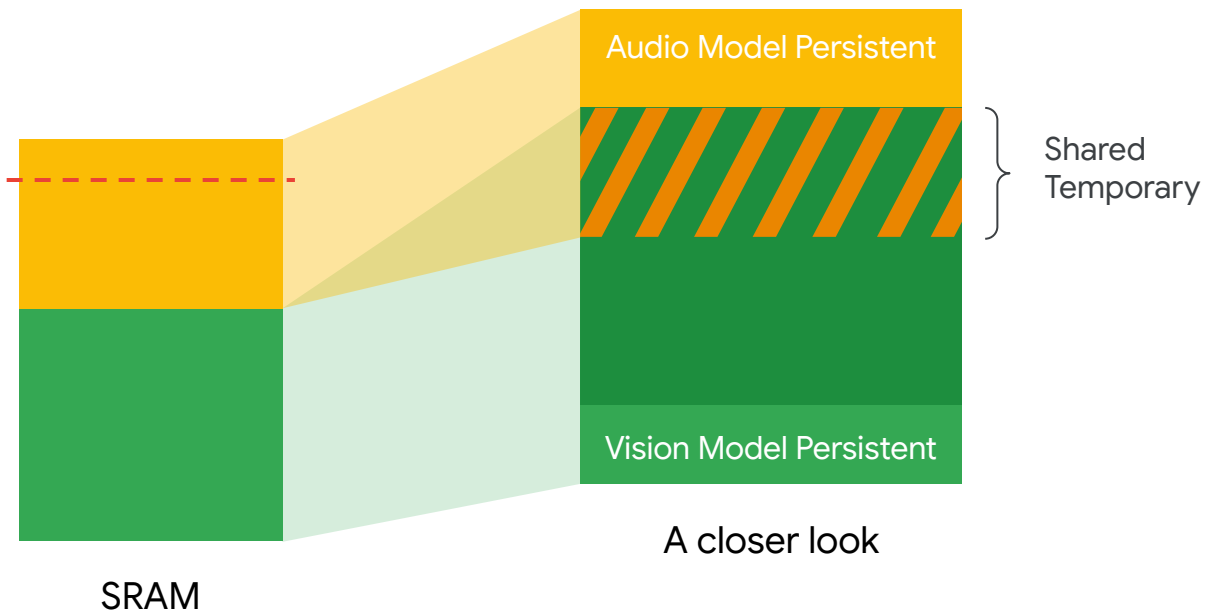 Audio Model Persistent
Shared
Temporary
Vision Model Persistent
A closer look
SRAM